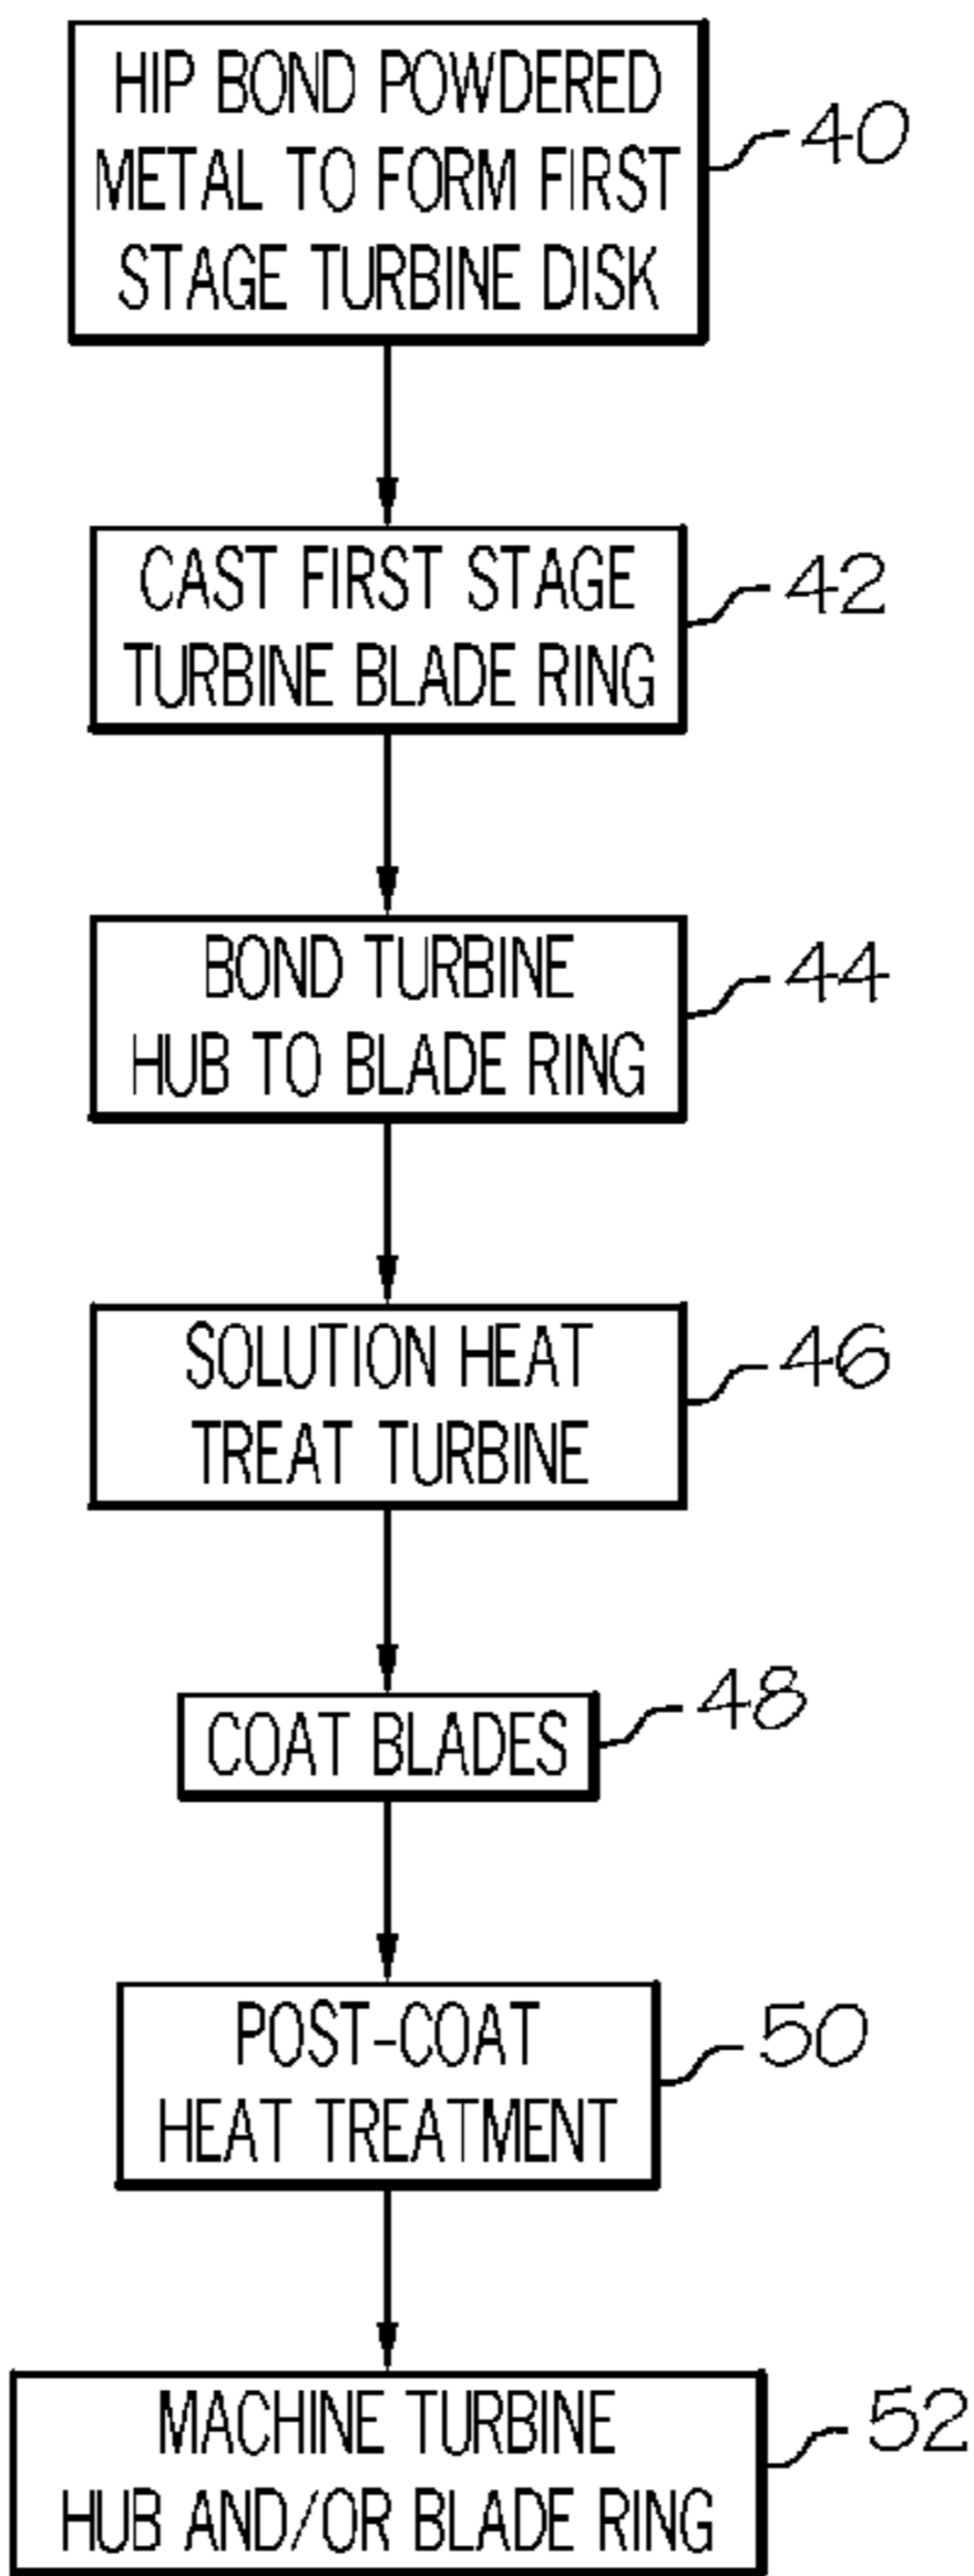 HIP BOND POWDERED
METAL TO FORM FIRST
STAGE TURBINE DISK
40
CAST FIRST STAGE
TURBINE BLADE RING
42
BOND TURBINE
HUB TO BLADE RING
44
SOLUTION HEAT
TREAT TURBINE
46
COAT BLADES
48
POST-COAT
HEAT TREATMENT
50
MACHINE TURBINE
HUB AND/OR BLADE RING
52